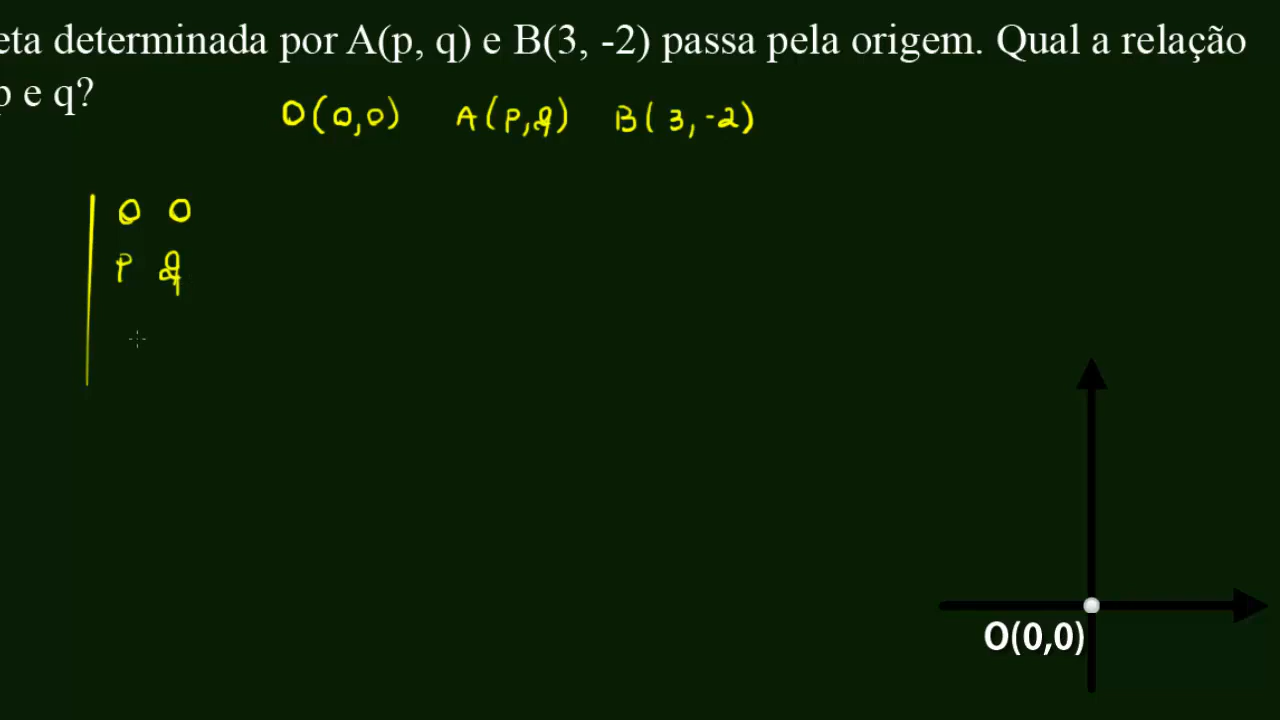 eta determinada por A(p, q) e B(3, -2) passa pela origem. Qual a relação
p e q?
O(0,0) A(P,q) B(3,-2)
0 0
P q
O(0,0)